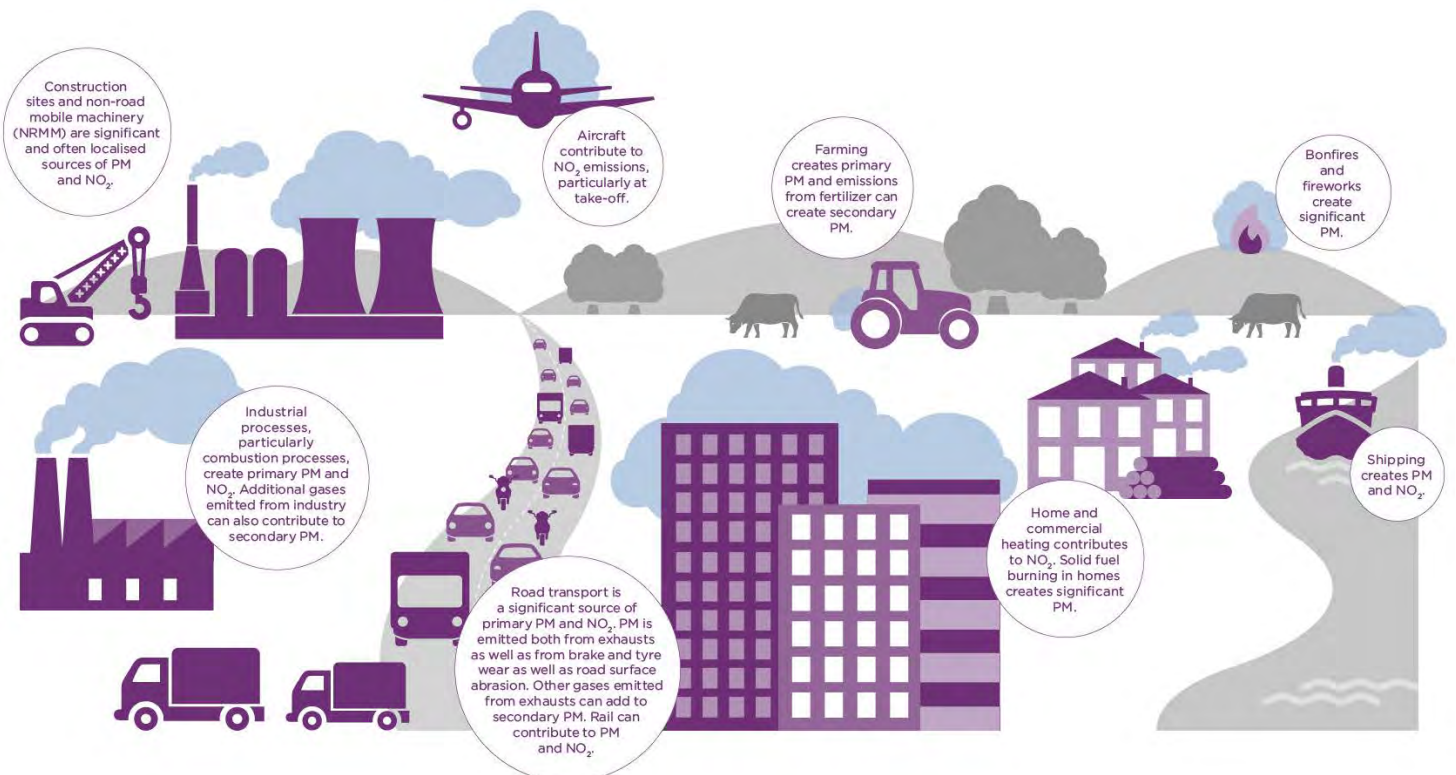 Construction
sites and non-road
mobile machinery
(NRMM) are significant
and often localised
sources of PM
and NO₂.
Aircraft
contribute to
NO₂ emissions,
particularly at
take-off.
Farming
creates primary
PM and emissions
from fertilizer can
create secondary
PM.
Bonfires
and
fireworks
create
significant
PM.
Industrial
processes,
particularly
combustion processes,
create primary PM and
NO₂. Additional gases
emitted from industry
can also contribute to
secondary PM.
Road transport is
a significant source of
primary PM and NO₂. PM is
emitted both from exhausts
as well as from brake and tyre
wear as well as road surface
abrasion. Other gases emitted
from exhausts can add to
secondary PM. Rail can
contribute to PM
and NO₂.
Home and
commercial
heating contributes
to NO₂. Solid fuel
burning in homes
creates significant
PM.
Shipping
creates PM
and NO₂.